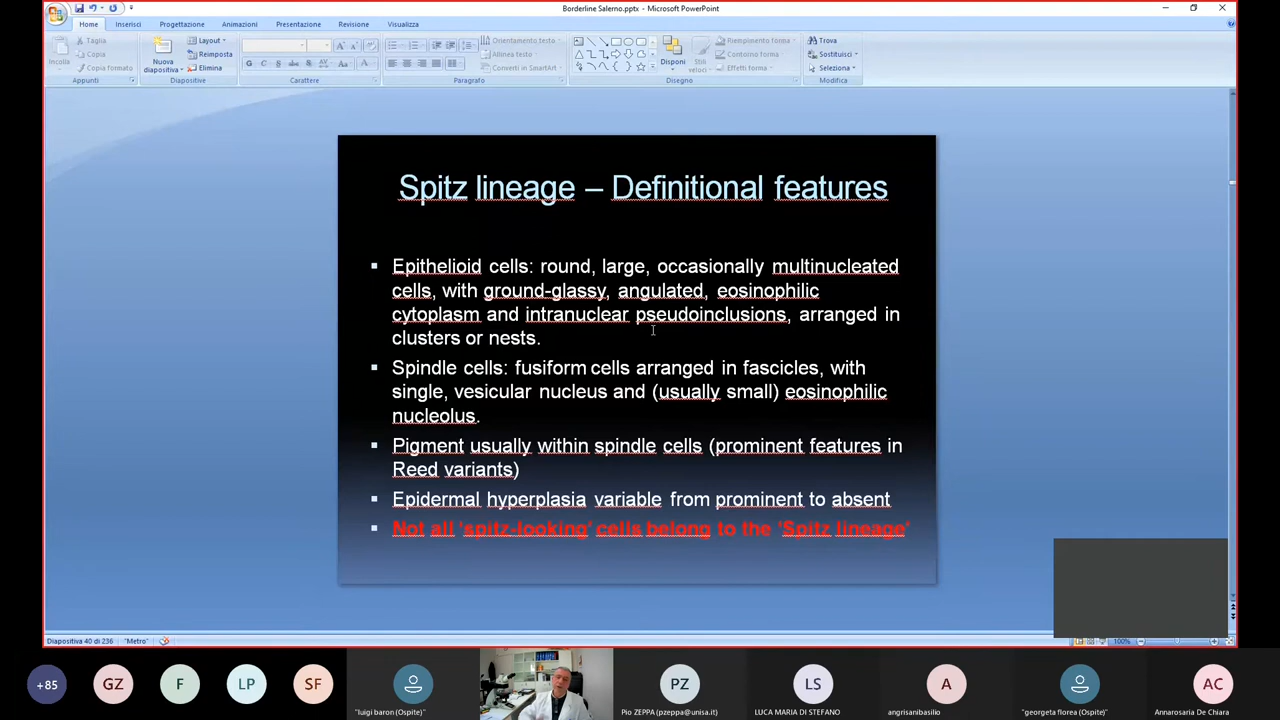 Borderline Salerno.pptx - Microsoft PowerPoint
Home Inserisci Progettazione Animazioni Presentazione Revisione Visualizza
Incolla
Taglia
Copia
Copia formato
Appunti
Nuova
diapositiva
Layout
Reimposta
Elimina
Diapositive
Carattere
Orientamento testo
Allinea testo
Converti in SmartArt
Paragrafo
Disponi
Stili
veloci
Riempimento forma
Contorno forma
Effetti forma
Disegno
Trova
Sostituisci
Seleziona
Modifica
Spitz lineage – Definitional features
Epithelioid cells: round, large, occasionally multinucleated
cells, with ground-glassy, angulated, eosinophilic
cytoplasm and intranuclear pseudoinclusions, arranged in
clusters or nests.
Spindle cells: fusiform cells arranged in fascicles, with
single, vesicular nucleus and (usually small) eosinophilic
nucleolus.
Pigment usually within spindle cells (prominent features in
Reed variants)
Epidermal hyperplasia variable from prominent to absent
Not all 'spitz-looking' cells belong to the 'Spitz lineage'
Diapositiva 40 di 236 "Metro" 100%
+85 GZ F LP SF PZ LS A AC
"luigi baron (Ospite)" Pio ZEPPA (pzeppa@unisa.it) LUCA MARIA DI STEFANO angrisanibasilio "georgeta florea (Ospite)" Annarosaria De Chiara